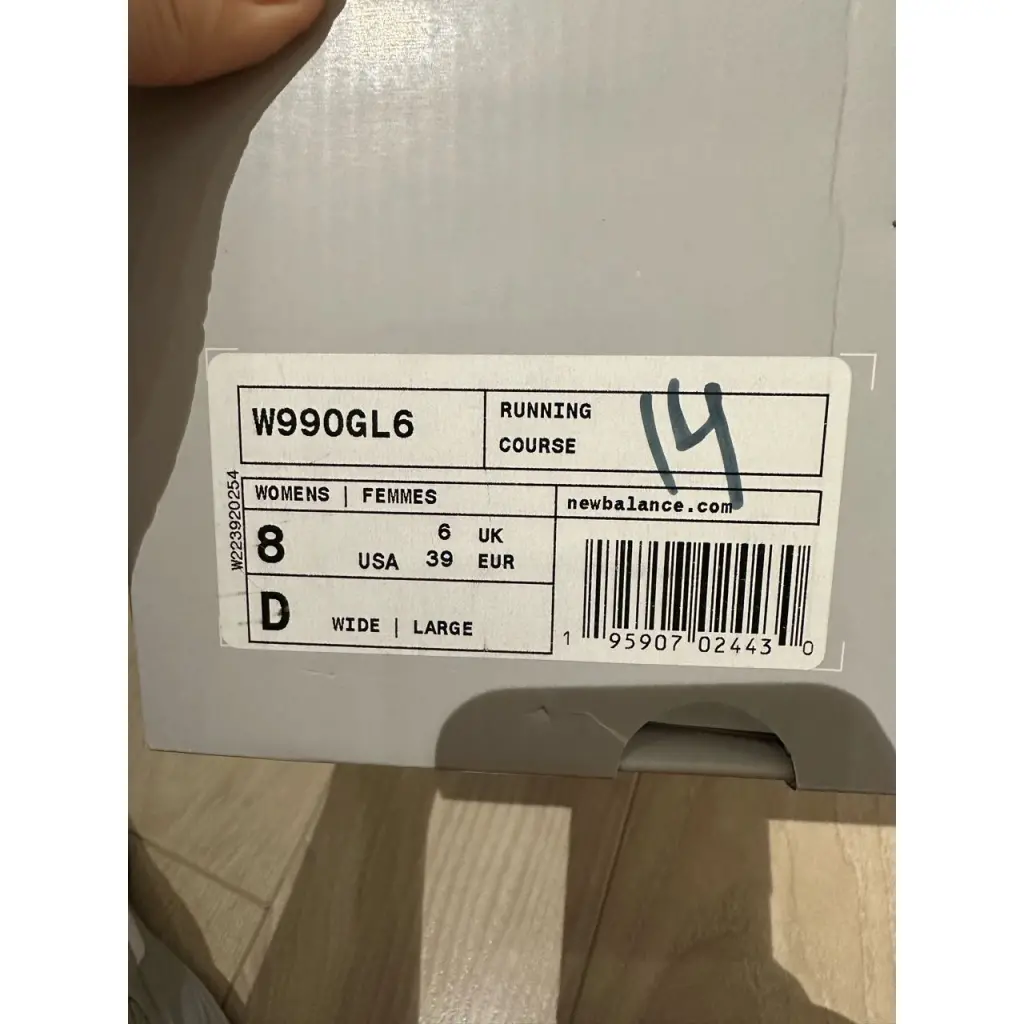 W990GL6
RUNNING
COURSE
14
WOMENS | FEMMES
newbalance.com
8
6 UK
USA 39 EUR
D WIDE | LARGE
1 95907 02443 0
W223920254